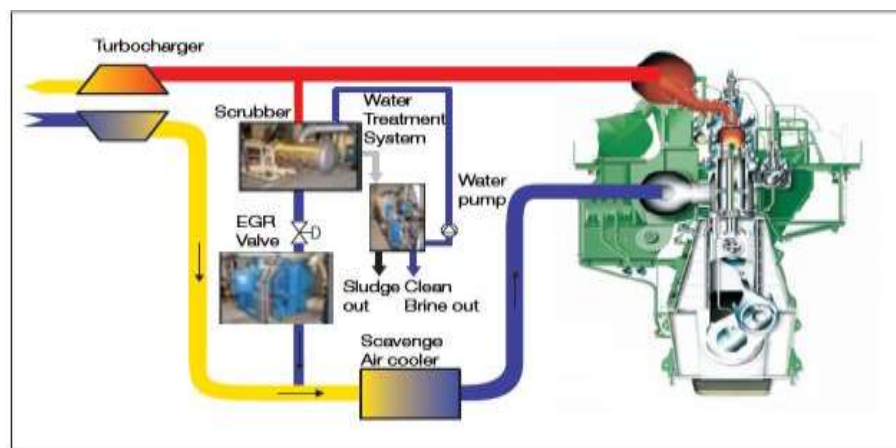 Turbocharger
Scrubber
Water
Treatment
System
Water
pump
EGR
Valve
Sludge Clean
out Brine out
Scavenge
Air cooler